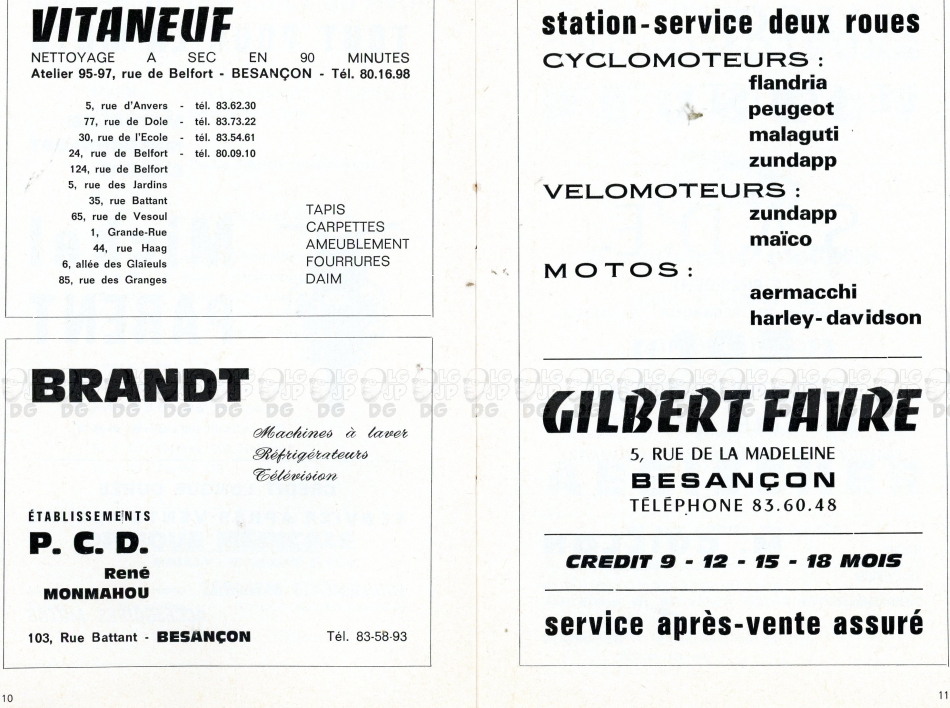 VITANEUF
NETTOYAGE A SEC EN 90 MINUTES
Atelier 95-97, rue de Belfort - BESANÇON - Tél. 80.16.98
5, rue d'Anvers - tél. 83.62.30
77, rue de Dole - tél. 83.73.22
30, rue de l'Ecole - tél. 83.54.61
24, rue de Belfort - tél. 80.09.10
124, rue de Belfort
5, rue des Jardins
35, rue Battant
65, rue de Vesoul
1, Grande-Rue
44, rue Haag
6, allée des Glaïeuls
85, rue des Granges
TAPIS
CARPETTES
AMEUBLEMENT
FOURRURES
DAIM
BRANDT
Machines à laver
Réfrigérateurs
Télévision
ÉTABLISSEMENTS
P. C. D.
René
MONMAHOU
103, Rue Battant - BESANÇON Tél. 83-58-93
10
station-service deux roues
CYCLOMOTEURS :
flandria
peugeot
malaguti
zundapp
VELOMOTEURS :
zundapp
maïco
MOTOS :
aermacchi
harley-davidson
GILBERT FAVRE
5, RUE DE LA MADELEINE
BESANÇON
TÉLÉPHONE 83.60.48
CREDIT 9 - 12 - 15 - 18 MOIS
service après-vente assuré
11